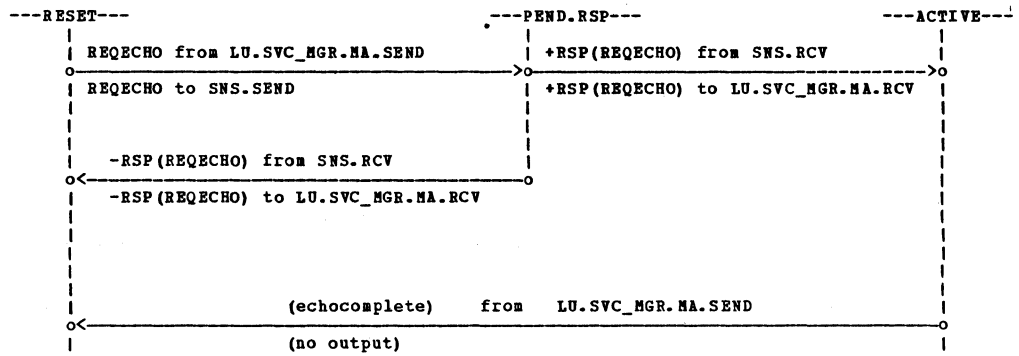 ---RESET--- ---PEND.RSP--- ---ACTIVE---
REQECHO from LU.SVC_MGR.MA.SEND +RSP(REQECHO) from SNS.RCV
REQECHO to SNS.SEND +RSP(REQECHO) to LU.SVC_MGR.MA.RCV
-RSP(REQECHO) from SNS.RCV
-RSP(REQECHO) to LU.SVC_MGR.MA.RCV
(echocomplete) from LU.SVC_MGR.MA.SEND
(no output)